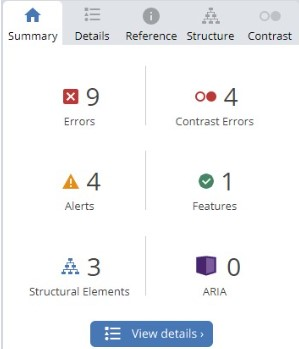 Summary Details Reference Structure Contrast
9 4
Errors Contrast Errors
4 1
Alerts Features
3 0
Structural Elements ARIA
View details ›